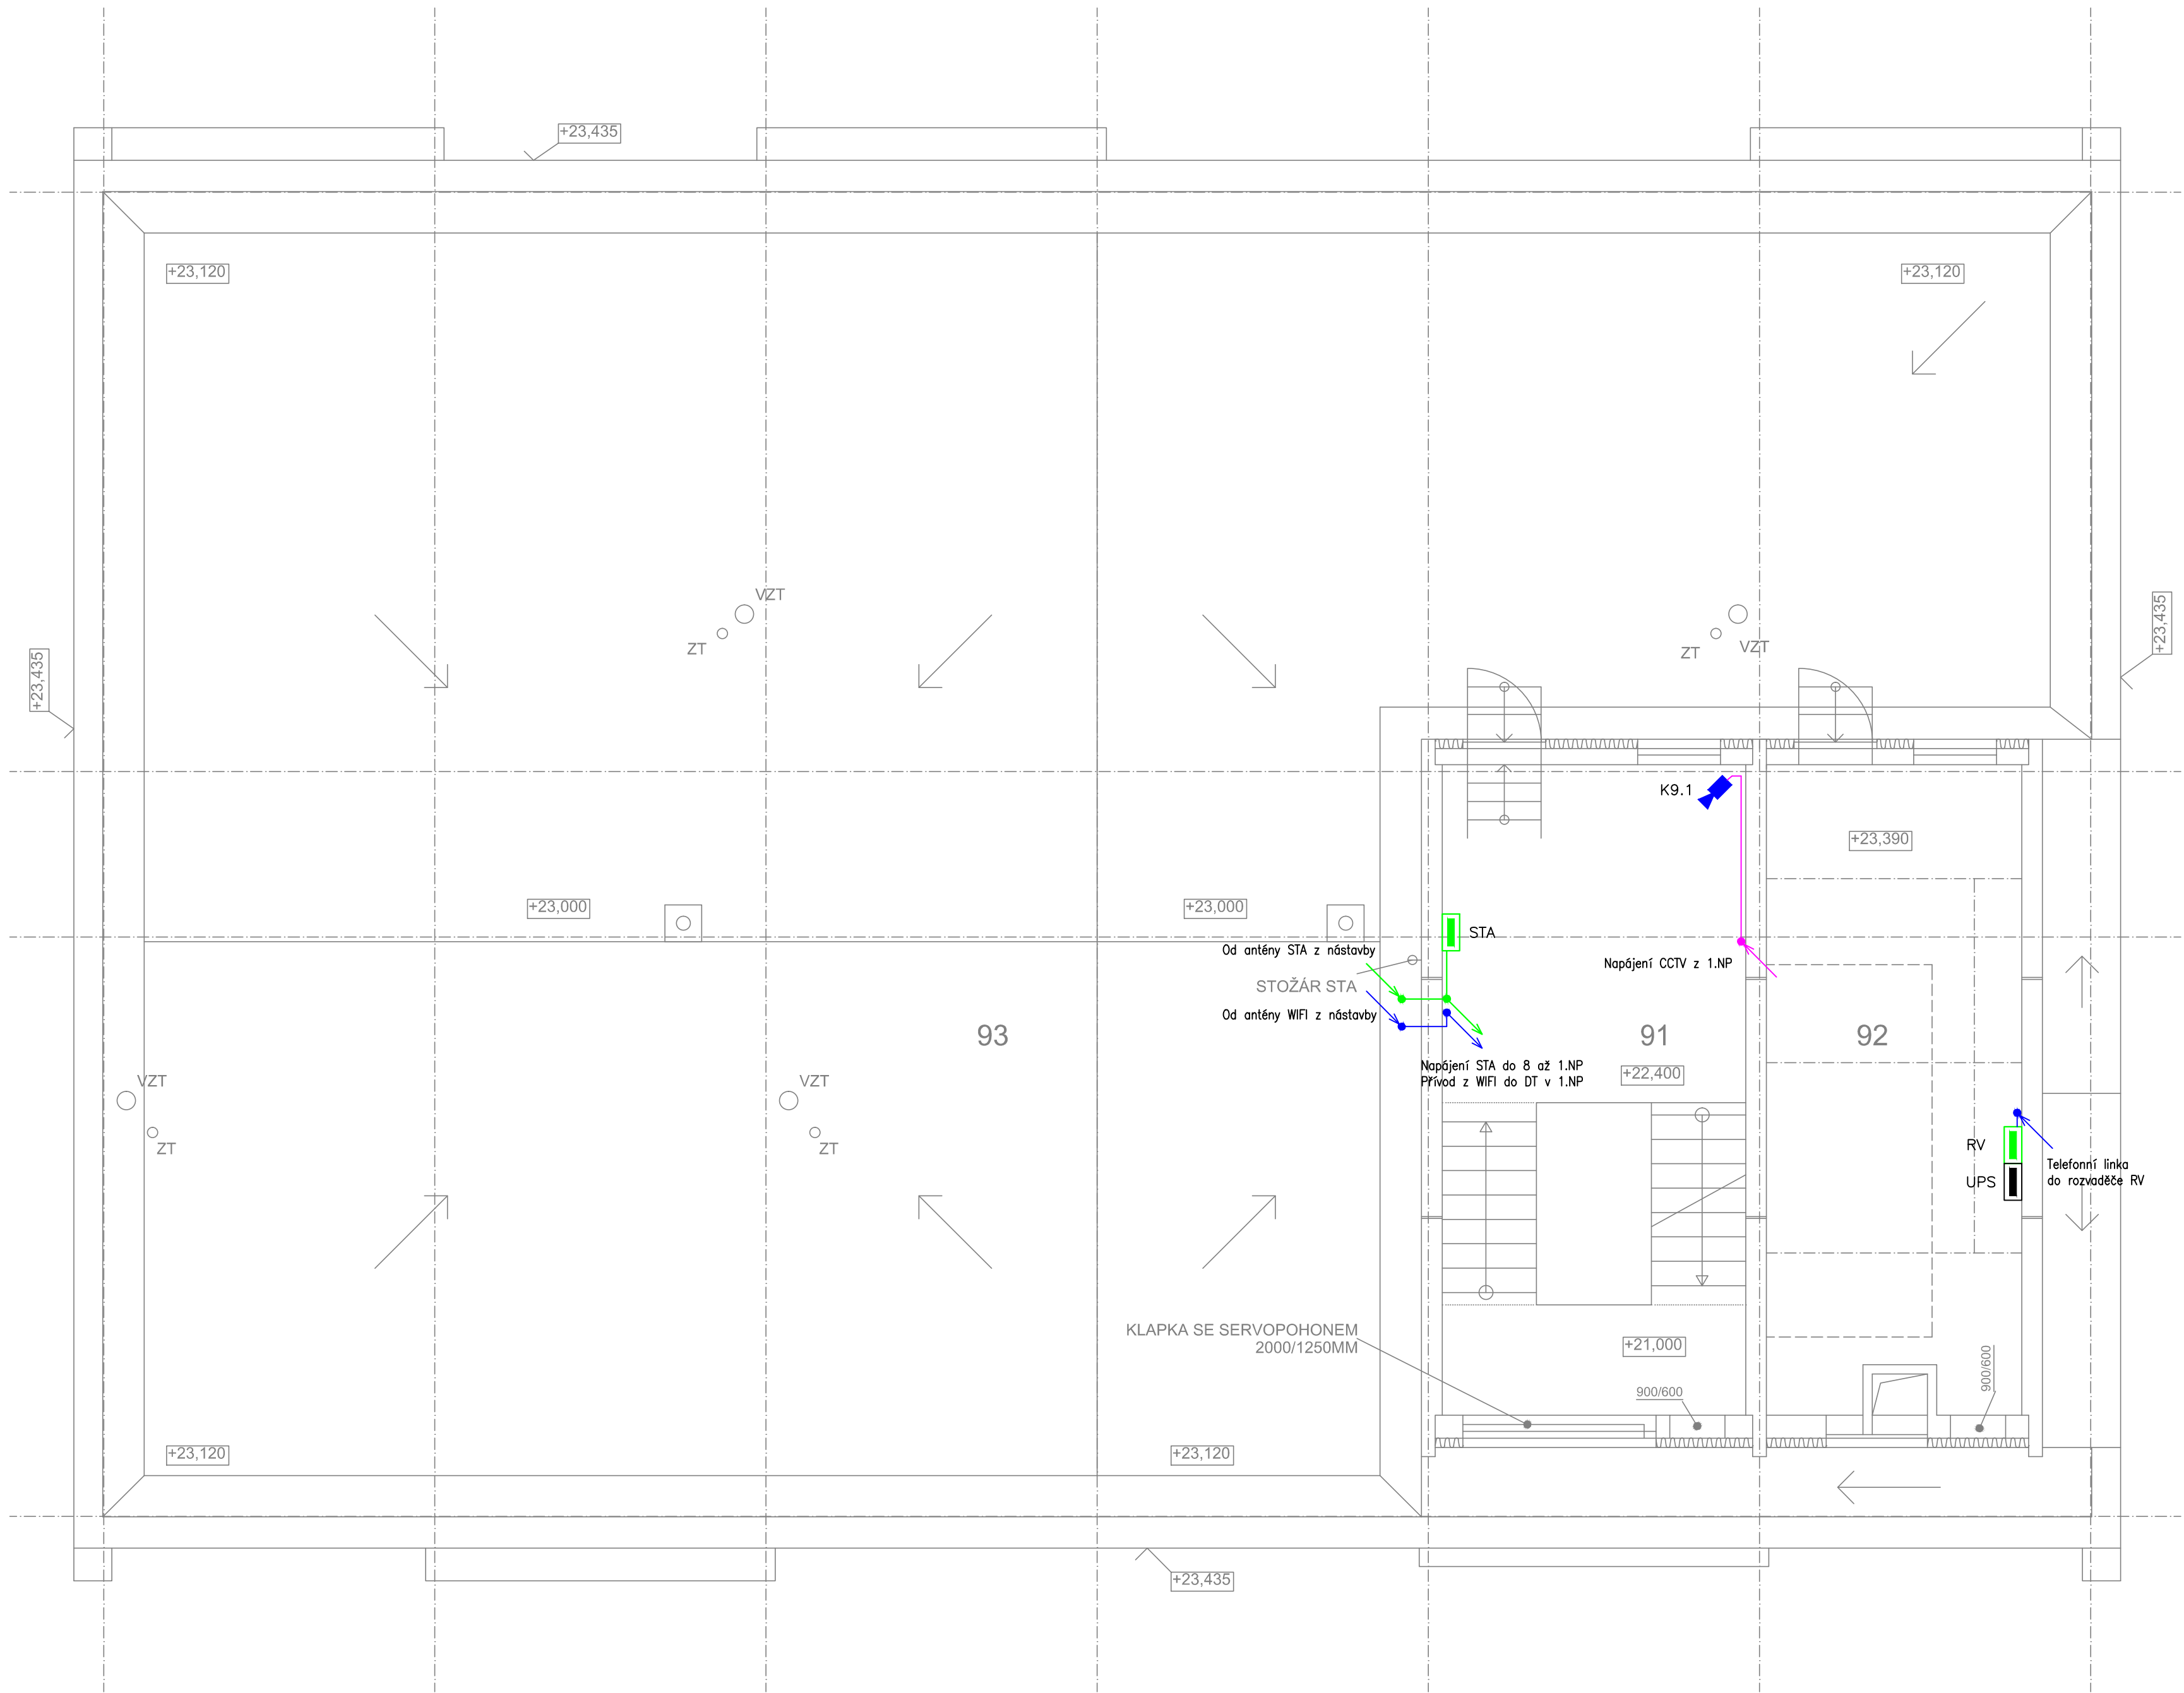 +23,435
+23,120
+23,120
VZT
ZT
ZT
VZT
+23,435
+23,435
K9.1
+23,390
+23,000
+23,000
STA
Od antény STA z nástavby
Napájení CCTV z 1.NP
STOŽÁR STA
Od antény WIFI z nástavby
93
91
92
Napájení STA do 8 až 1.NP
Přívod z WIFI do DT v 1.NP
+22,400
VZT
ZT
VZT
ZT
RV
UPS
Telefonní linka
do rozvaděče RV
KLAPKA SE SERVOPOHONEM
2000/1250MM
+21,000
900/600
900/600
+23,120
+23,120
+23,435